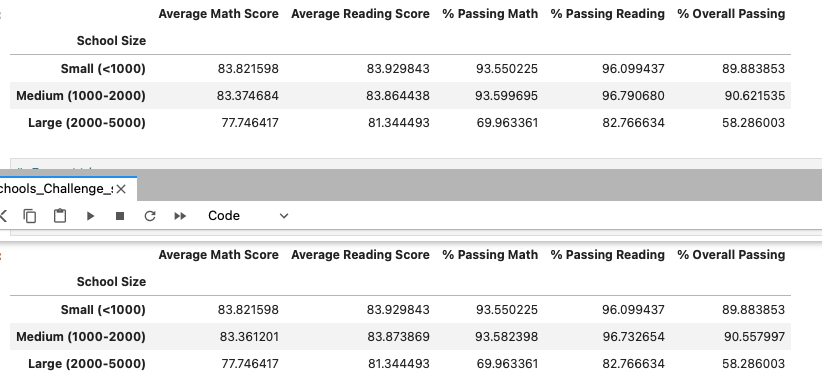 Average Math Score Average Reading Score % Passing Math % Passing Reading % Overall Passing
School Size
Small (<1000) 83.821598 83.929843 93.550225 96.099437 89.883853
Medium (1000-2000) 83.374684 83.864438 93.599695 96.790680 90.621535
Large (2000-5000) 77.746417 81.344493 69.963361 82.766634 58.286003
chools_Challenge_s
Code
Average Math Score Average Reading Score % Passing Math % Passing Reading % Overall Passing
School Size
Small (<1000) 83.821598 83.929843 93.550225 96.099437 89.883853
Medium (1000-2000) 83.361201 83.873869 93.582398 96.732654 90.557997
Large (2000-5000) 77.746417 81.344493 69.963361 82.766634 58.286003